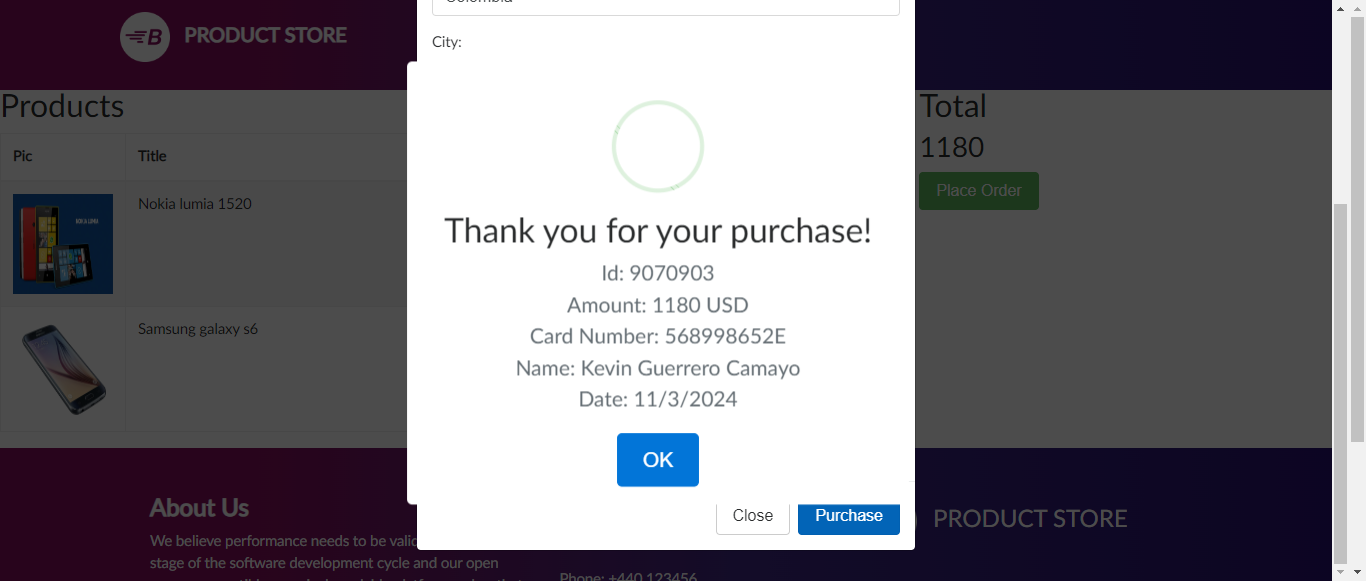 PRODUCT STORE
Colombia
City:
Products
Pic
Title
Nokia lumia 1520
Samsung galaxy s6
Total
1180
Place Order
Thank you for your purchase!
Id: 9070903
Amount: 1180 USD
Card Number: 568998652E
Name: Kevin Guerrero Camayo
Date: 11/3/2024
OK
Close
Purchase
About Us
We believe performance needs to be
stage of the software development cycle and our open
PRODUCT STORE
Phone: +440 123456